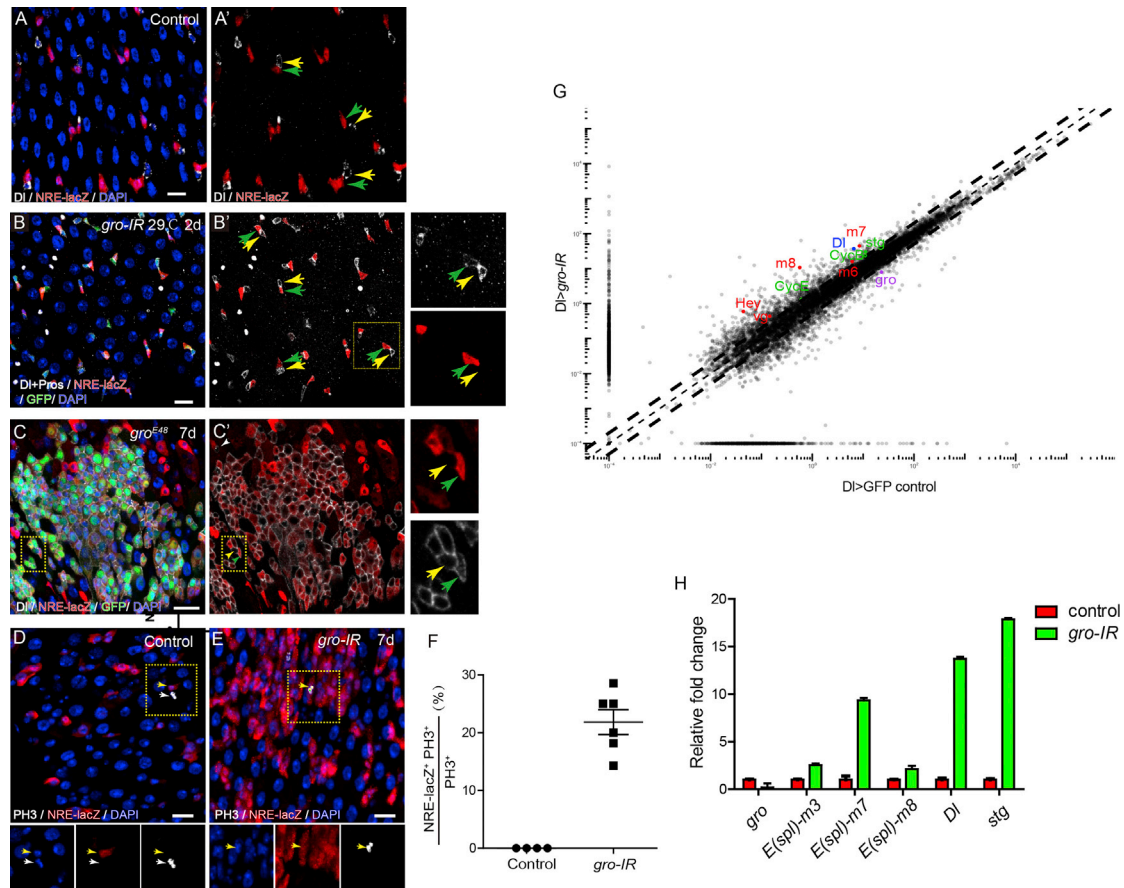 A Control
A'
Dl / NRE-lacZ / DAPI
Dl / NRE-lacZ
B gro-IR 29.C 2d
B'
Dl+Pros / NRE-lacZ
/ GFP/ DAPI
C groE48 7d
C'
Dl / NRE-lacZ / GFP/ DAPI
D Control
E gro-IR 7d
PH3 / NRE-lacZ / DAPI
PH3 / NRE-lacZ / DAPI
F
NRE-lacZ+ PH3+
PH3+
(%)
30
20
10
0
Control
gro-IR
G
Dl>gro-IR
m7
Dl
stg
m8
m6
gro
CycE
Hey
Dl>GFP control
H
control
gro-IR
Relative fold change
20
15
10
5
0
gro
E(spl)-m3
E(spl)-m7
E(spl)-m8
Dl
stg